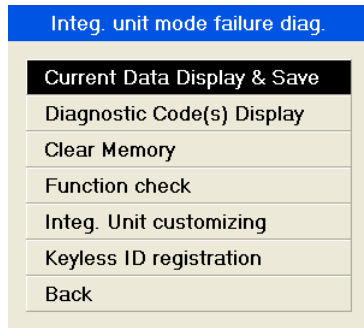 Integ. unit mode failure diag.
Current Data Display & Save
Diagnostic Code(s) Display
Clear Memory
Function check
Integ. Unit customizing
Keyless ID registration
Back